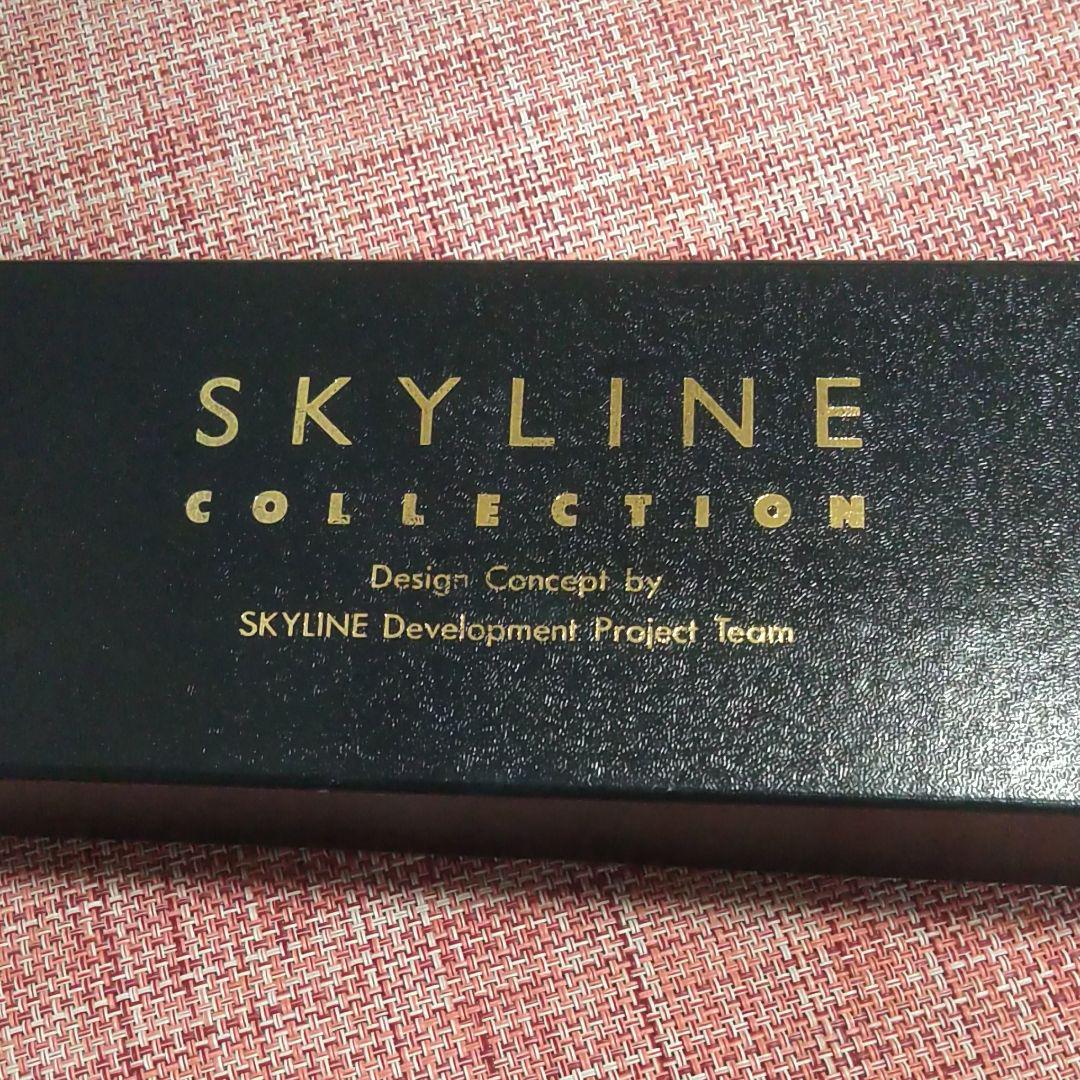 SKYLINE
COLLECTION
Design Concept by
SKYLINE Development Project Team